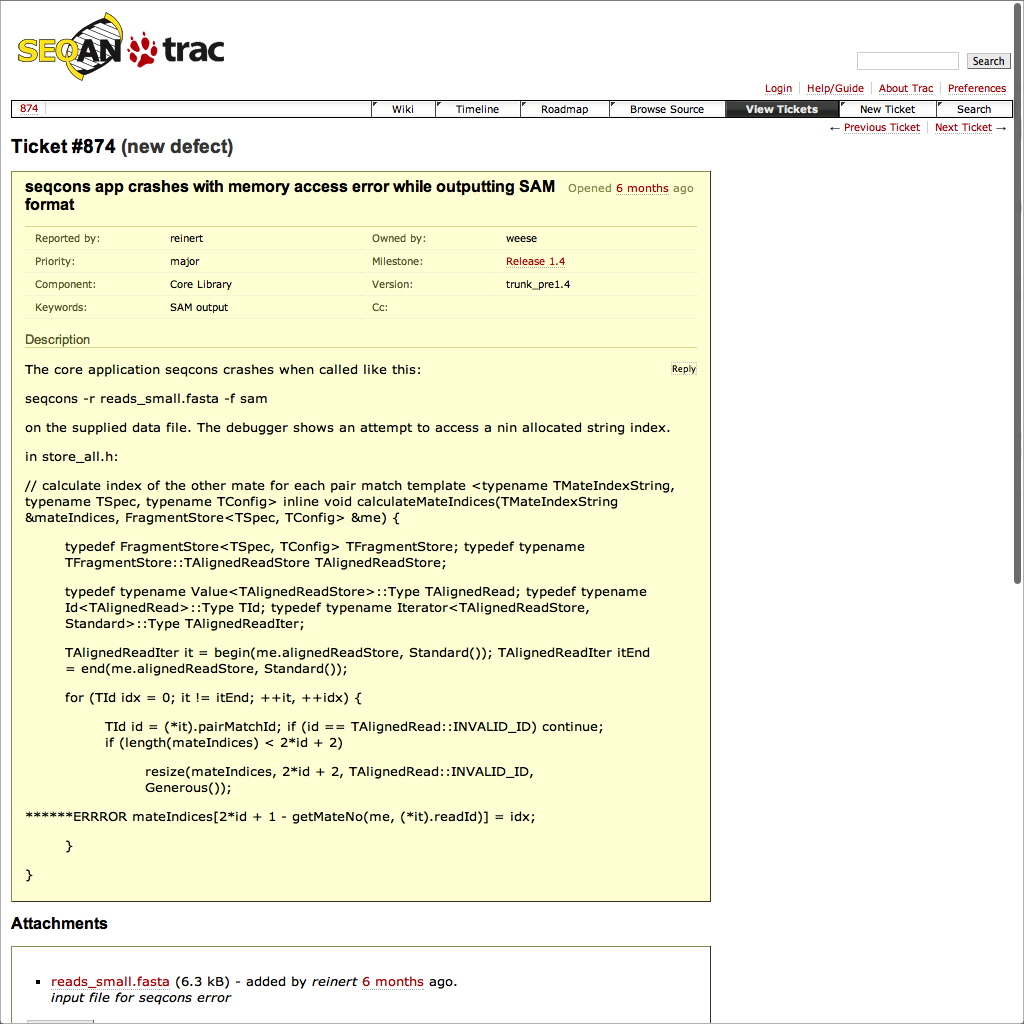 SEQAN trac
Search
Login Help/Guide About Trac Preferences
874 Wiki Timeline Roadmap Browse Source View Tickets New Ticket Search
← Previous Ticket Next Ticket →
Ticket #874 (new defect)
seqcons app crashes with memory access error while outputting SAM Opened 6 months ago
format
Reported by: reinert Owned by: weese
Priority: major Milestone: Release 1.4
Component: Core Library Version: trunk_pre1.4
Keywords: SAM output Cc:
Description
The core application seqcons crashes when called like this: Reply
seqcons -r reads_small.fasta -f sam
on the supplied data file. The debugger shows an attempt to access a nin allocated string index.
in store_all.h:
// calculate index of the other mate for each pair match template <typename TMateIndexString,
typename TSpec, typename TConfig> inline void calculateMateIndices(TMateIndexString
&mateIndices, FragmentStore<TSpec, TConfig> &me) {
typedef FragmentStore<TSpec, TConfig> TFragmentStore; typedef typename
TFragmentStore::TAlignedReadStore TAlignedReadStore;
typedef typename Value<TAlignedReadStore>::Type TAlignedRead; typedef typename
Id<TAlignedRead>::Type TId; typedef typename Iterator<TAlignedReadStore,
Standard>::Type TAlignedReadIter;
TAlignedReadIter it = begin(me.alignedReadStore, Standard()); TAlignedReadIter itEnd
= end(me.alignedReadStore, Standard());
for (TId idx = 0; it != itEnd; ++it, ++idx) {
TId id = (*it).pairMatchId; if (id == TAlignedRead::INVALID_ID) continue;
if (length(mateIndices) < 2*id + 2)
resize(mateIndices, 2*id + 2, TAlignedRead::INVALID_ID,
Generous());
******ERRROR mateIndices[2*id + 1 - getMateNo(me, (*it).readId)] = idx;
}
}
Attachments
reads_small.fasta (6.3 kB) - added by reinert 6 months ago.
input file for seqcons error